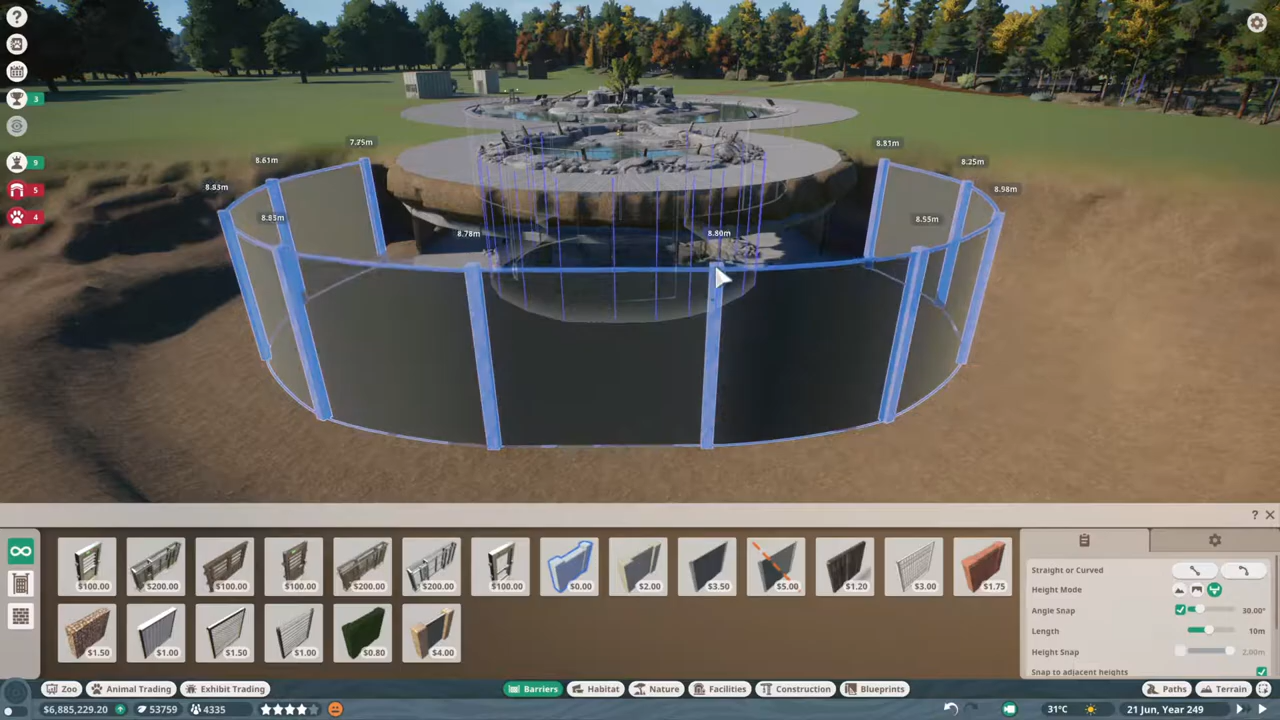 3
9
5
4
7.75m
8.61m
8.83m
8.93m
8.78m
8.80m
8.81m
8.25m
8.98m
8.55m
? ×
$100.00 $200.00 $100.00 $100.00 $200.00 $200.00 $100.00 $0.00 $2.00 $3.50 $5.00 $1.20 $3.00 $1.75
$1.50 $1.00 $1.50 $1.00 $0.80 $4.00
Straight or Curved
Height Mode
Angle Snap 30.00°
Length 10m
Height Snap 2.00m
Snap to adjacent heights
Zoo Animal Trading Exhibit Trading Barriers Habitat Nature Facilities Construction Blueprints Paths Terrain
$6,885,229.20 53759 4335 31°C 21 Jun, Year 249